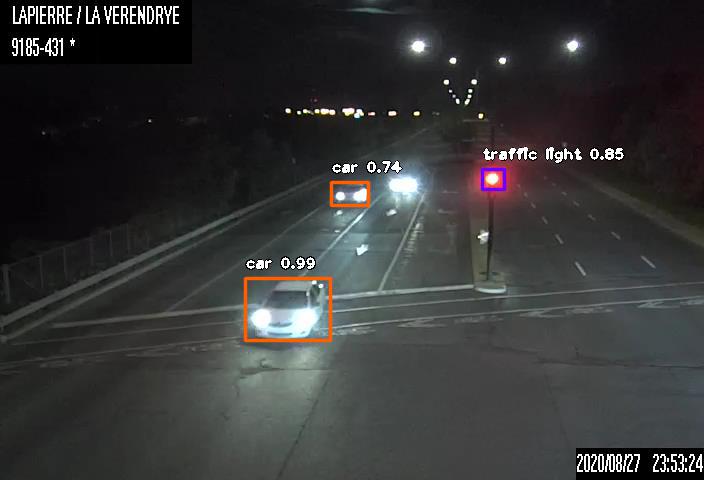 LAPIERRE / LA VERENDRYE
9185-431 *
traffic light 0.85
car 0.74
car 0.99
2020/08/27 23:53:24